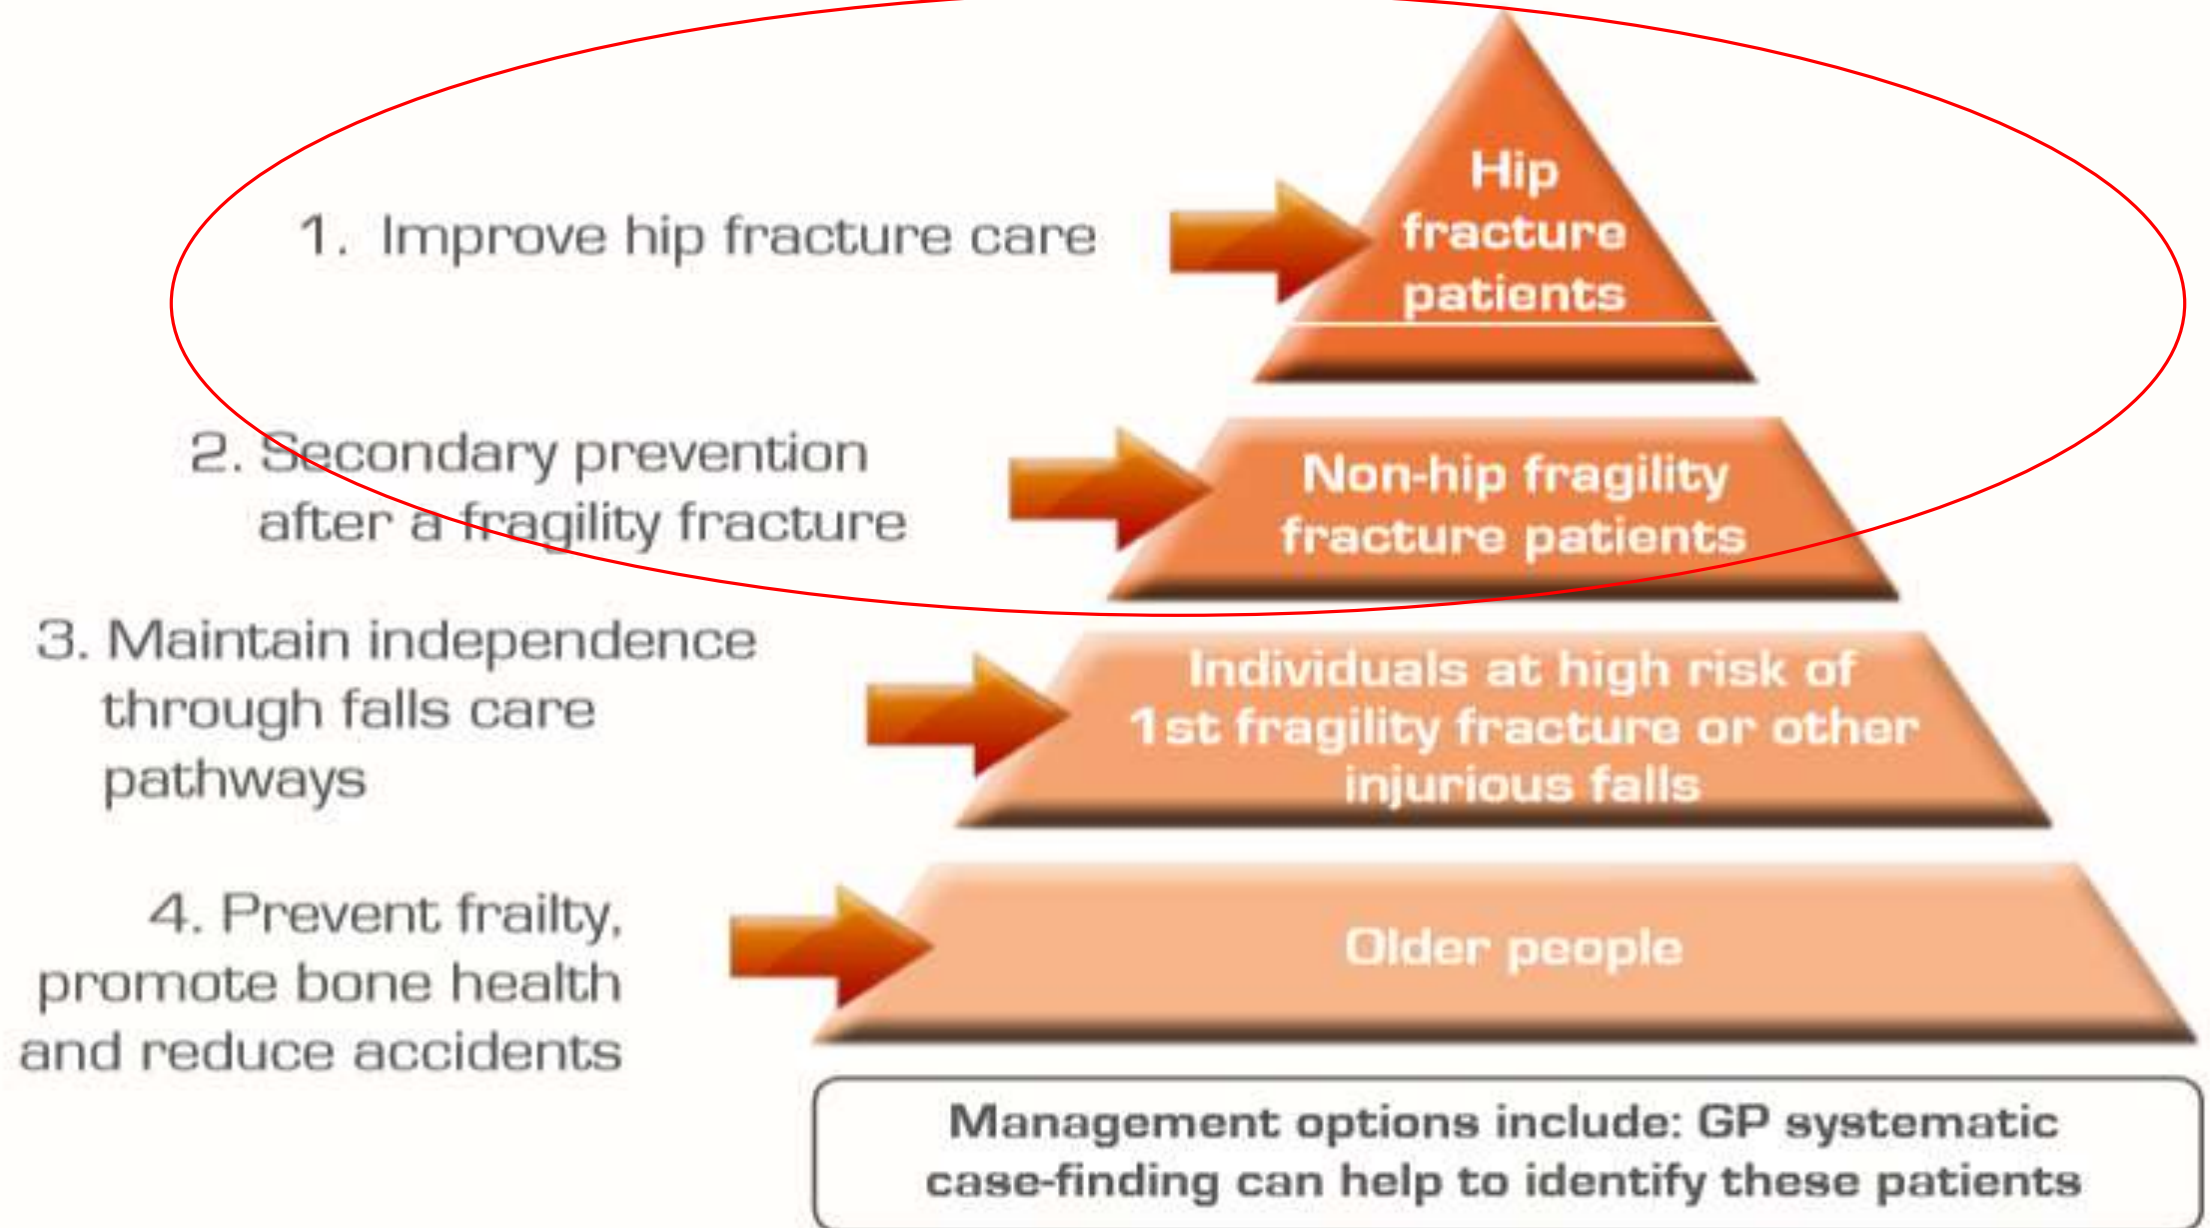 1. Improve hip fracture care
Hip
fracture
patients
2. Secondary prevention
after a fragility fracture
Non-hip fragility
fracture patients
3. Maintain independence
through falls care
pathways
Individuals at high risk of
1st fragility fracture or other
injurious falls
4. Prevent frailty,
promote bone health
and reduce accidents
Older people
Management options include: GP systematic
case-finding can help to identify these patients